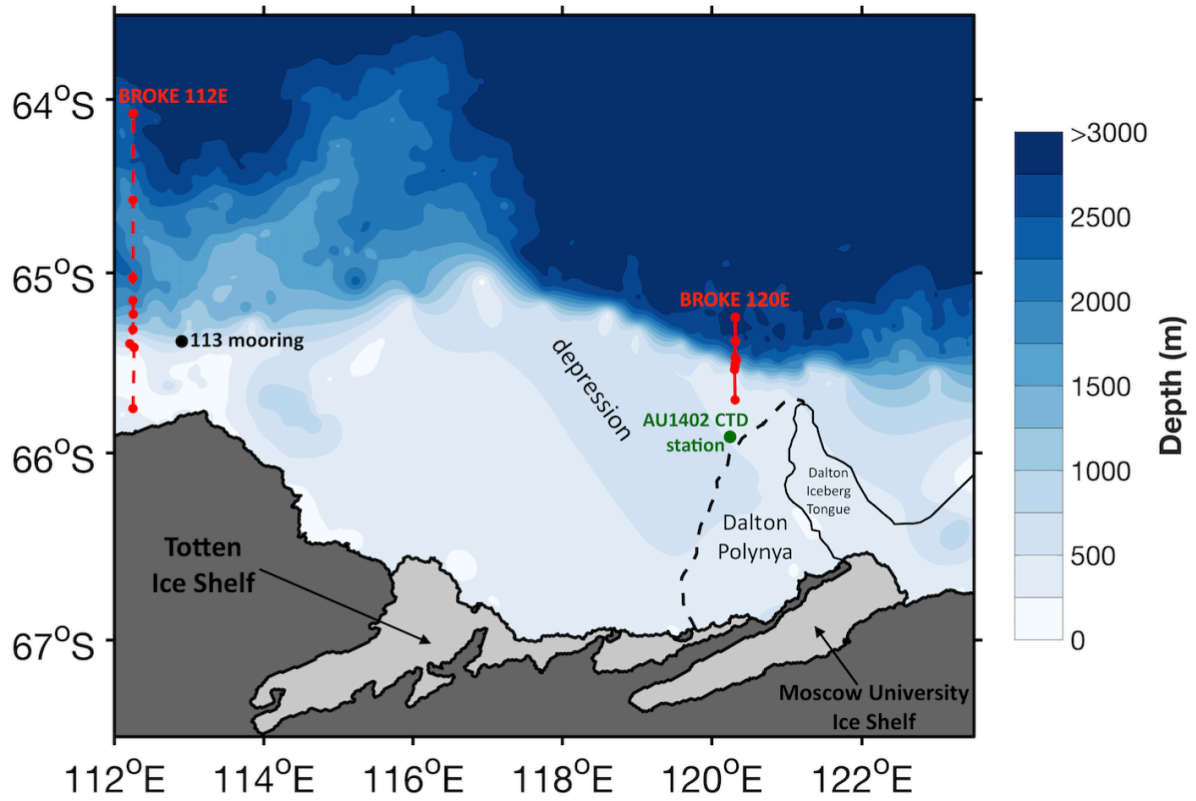 BROKE 112E
64°S
>3000
2500
65°S
BROKE 120E
2000
113 mooring
depression
1500
AU1402 CTD
station
66°S
Dalton
Iceberg
Tongue
1000
Dalton
Polynya
Totten
Ice Shelf
500
67°S
0
Moscow University
Ice Shelf
Depth (m)
112°E
114°E
116°E
118°E
120°E
122°E